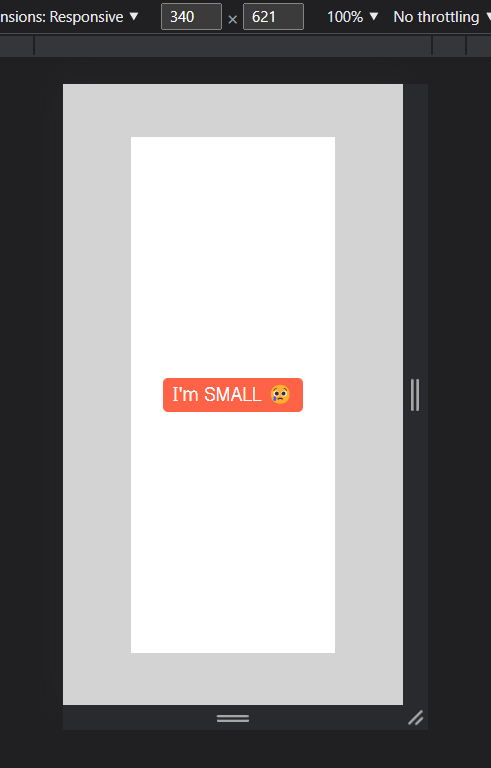 nsions: Responsive ▼ 340 × 621 100% ▼ No throttling ▼
I'm SMALL 😢